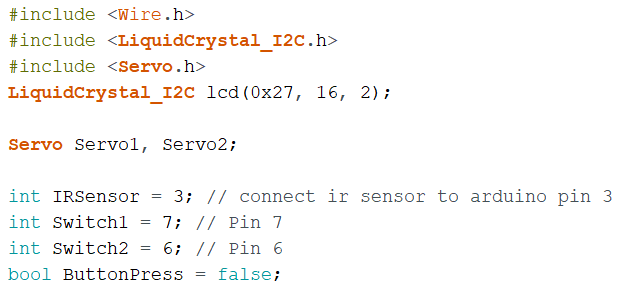 #include <Wire.h>
#include <LiquidCrystal_I2C.h>
#include <Servo.h>
LiquidCrystal_I2C lcd(0x27, 16, 2);
Servo Servo1, Servo2;
int IRSensor = 3; // connect ir sensor to arduino pin 3
int Switch1 = 7; // Pin 7
int Switch2 = 6; // Pin 6
bool ButtonPress = false;